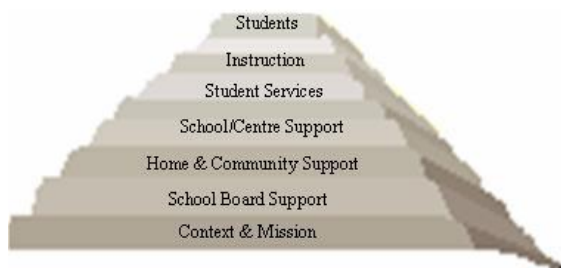 Students
Instruction
Student Services
School/Centre Support
Home & Community Support
School Board Support
Context & Mission